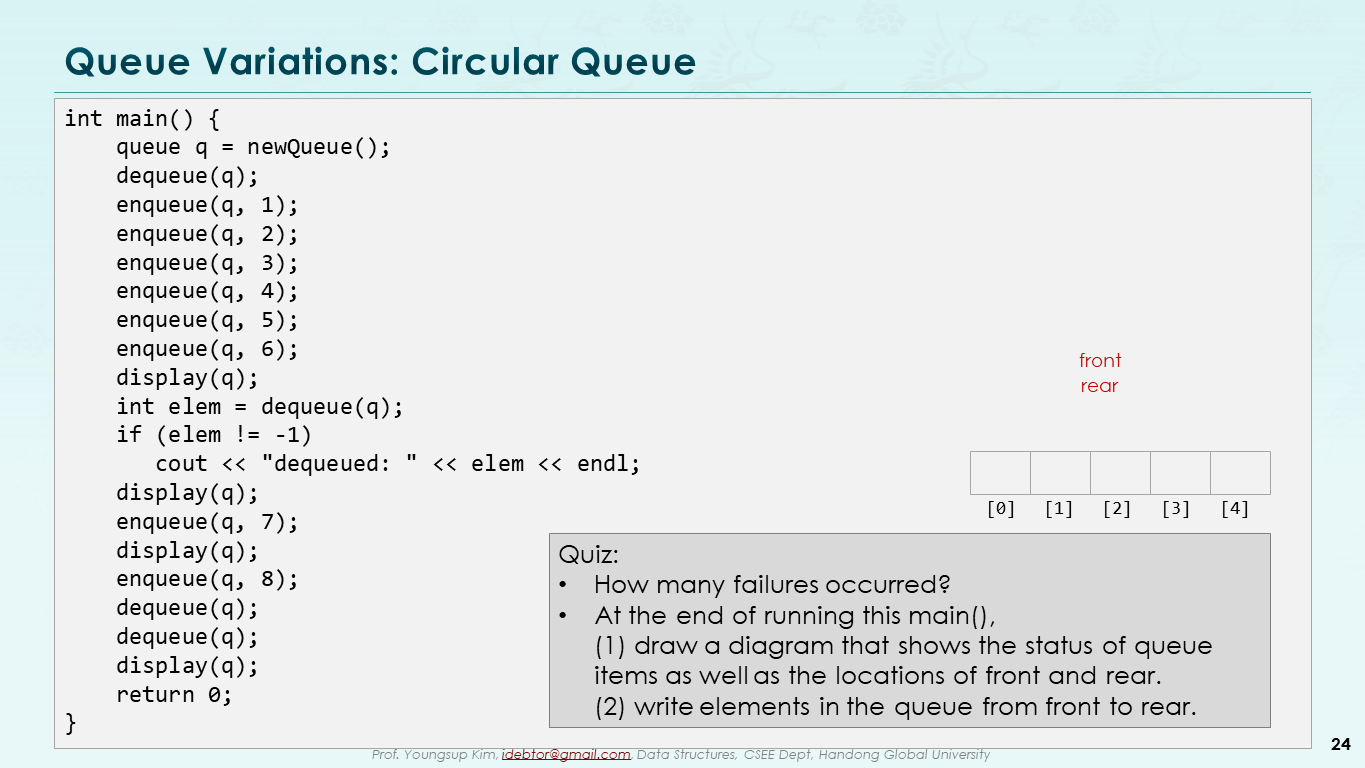 Queue Variations: Circular Queue
int main() {
    queue q = newQueue();
    dequeue(q);
    enqueue(q, 1);
    enqueue(q, 2);
    enqueue(q, 3);
    enqueue(q, 4);
    enqueue(q, 5);
    enqueue(q, 6);
    display(q);
    int elem = dequeue(q);
    if (elem != -1)
       cout << "dequeued: " << elem << endl;
    display(q);
    enqueue(q, 7);
    display(q);
    enqueue(q, 8);
    dequeue(q);
    dequeue(q);
    display(q);
    return 0;
}
front
rear
[0] [1] [2] [3] [4]
Quiz:
• How many failures occurred?
• At the end of running this main(),
(1) draw a diagram that shows the status of queue
items as well as the locations of front and rear.
(2) write elements in the queue from front to rear.
Prof. Youngsup Kim, idebtor@gmail.com, Data Structures, CSEE Dept, Handong Global University
24